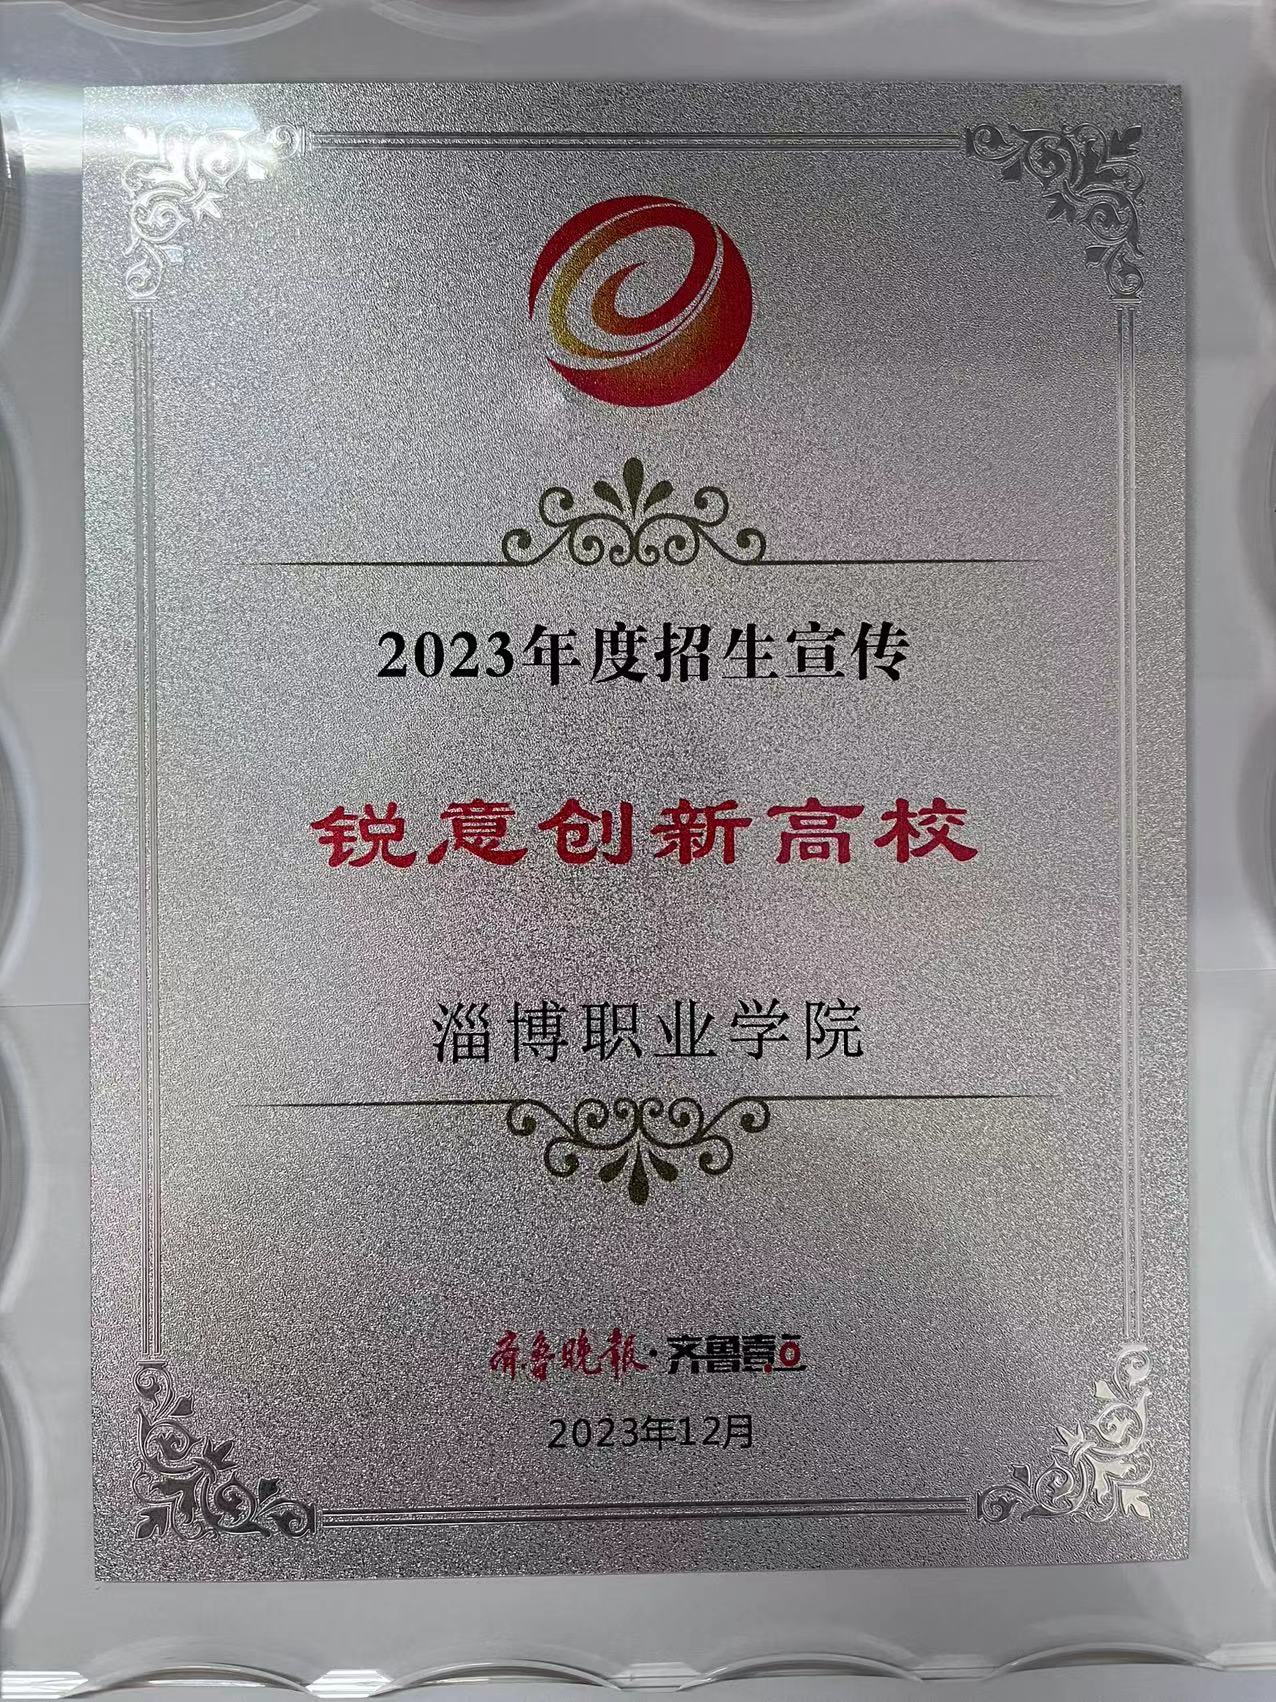 2023年度招生宣传
锐意创新高校
淄博职业学院
齐鲁晚报·齐鲁壹点
2023年12月